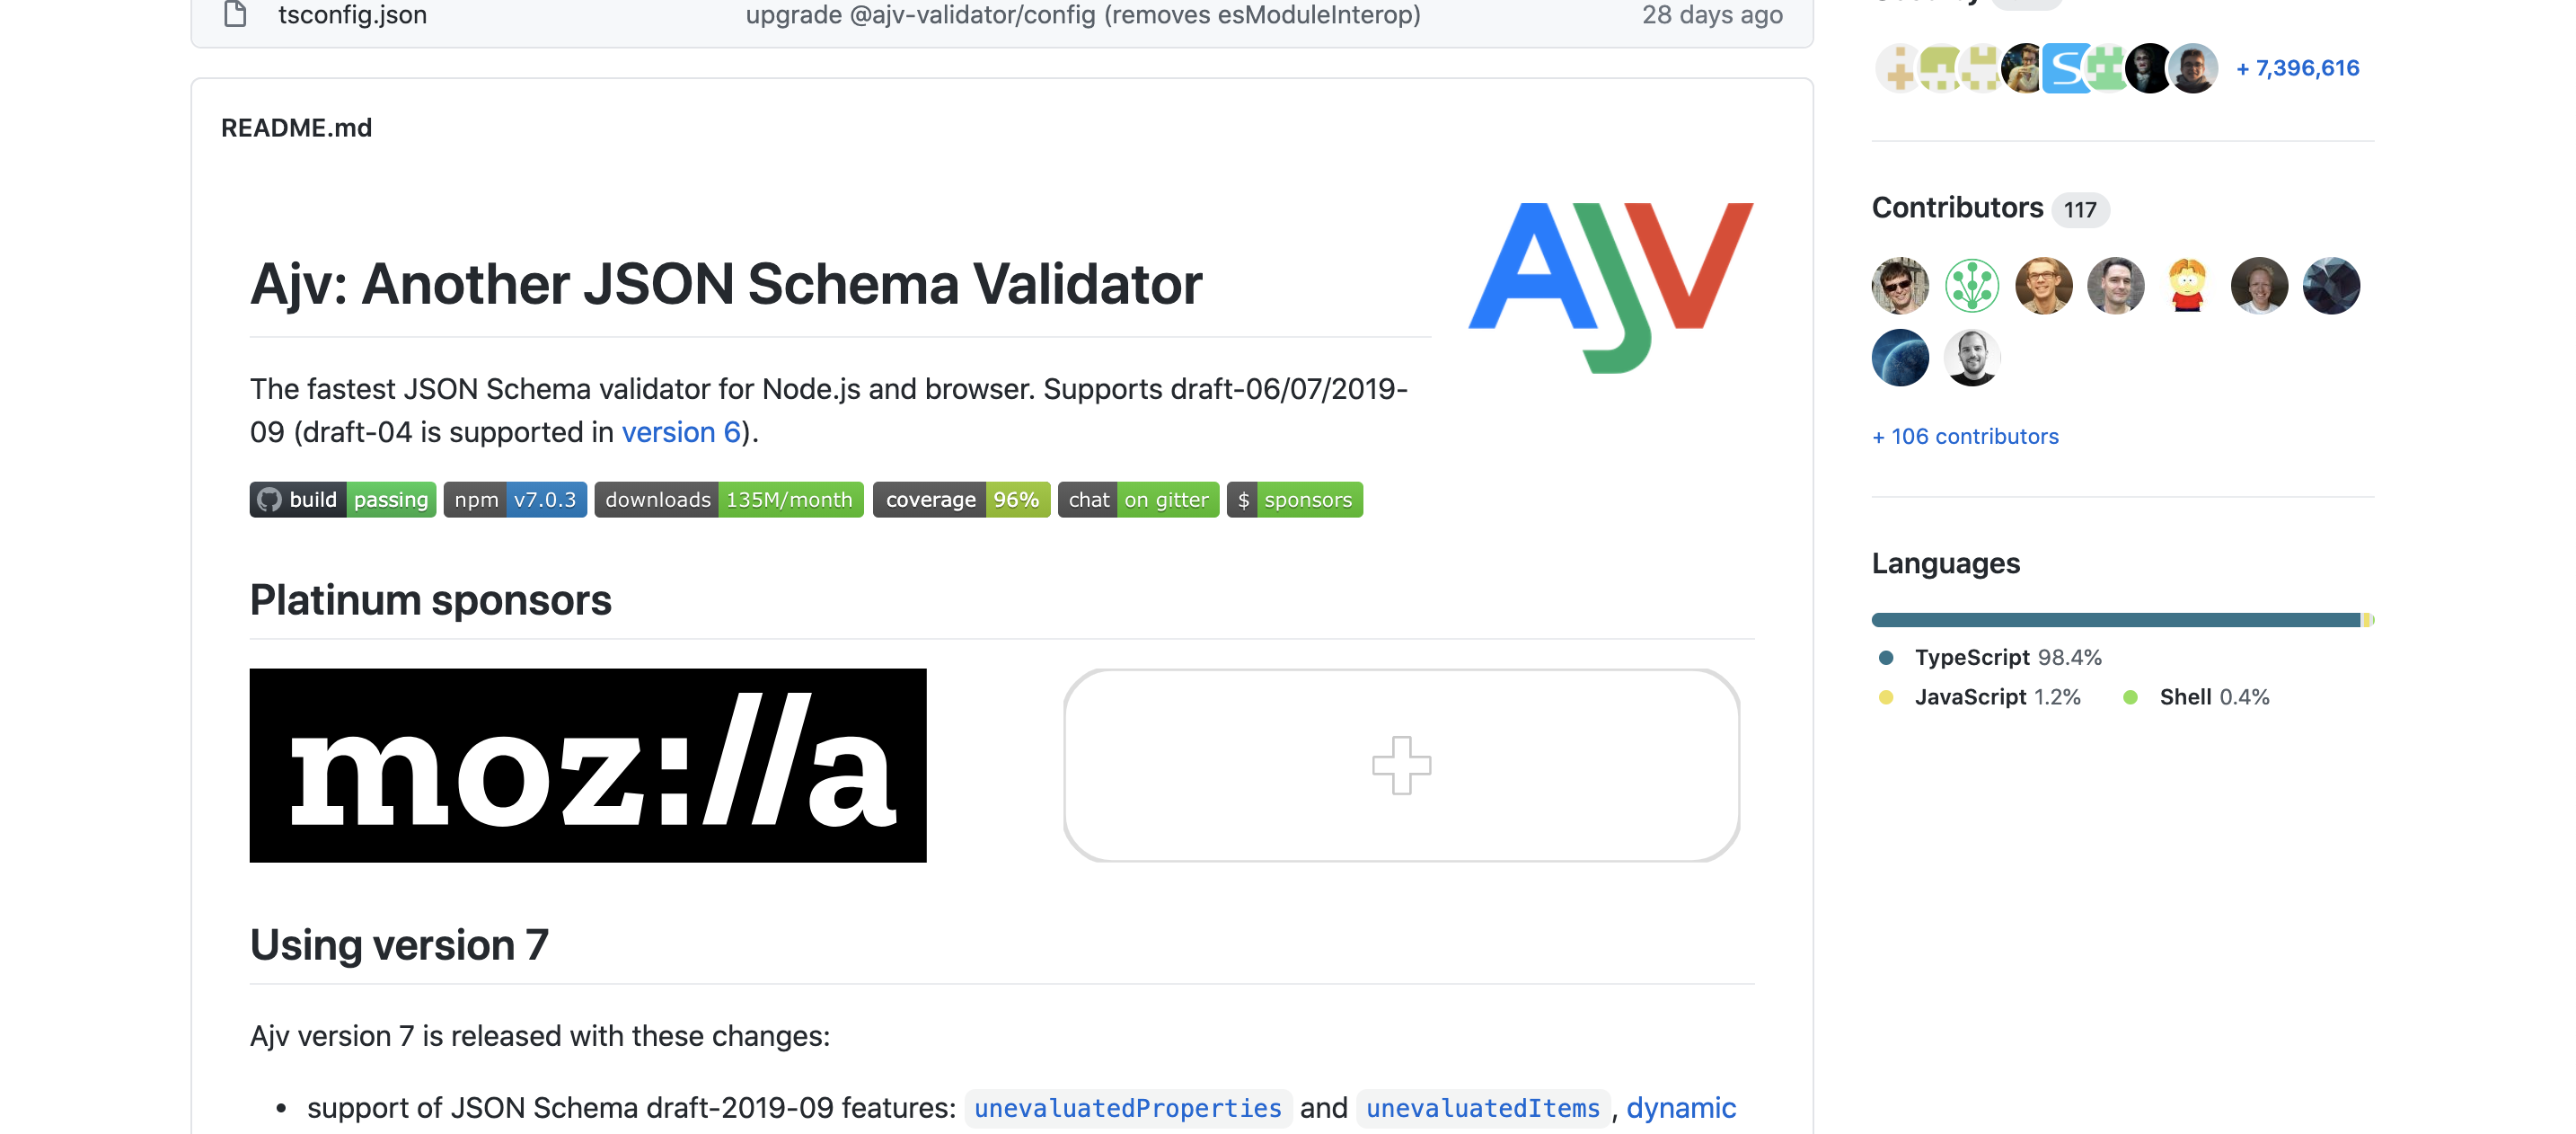 tsconfig.json upgrade @ajv-validator/config (removes esModuleInterop) 28 days ago
README.md
AJV
Ajv: Another JSON Schema Validator
The fastest JSON Schema validator for Node.js and browser. Supports draft-06/07/2019-
09 (draft-04 is supported in version 6).
build passing npm v7.0.3 downloads 135M/month coverage 96% chat on gitter $ sponsors
Platinum sponsors
moz://a
Using version 7
Ajv version 7 is released with these changes:
• support of JSON Schema draft-2019-09 features: unevaluatedProperties and unevaluatedItems, dynamic
S
+ 7,396,616
Contributors 117
+ 106 contributors
Languages
TypeScript 98.4%
JavaScript 1.2% Shell 0.4%